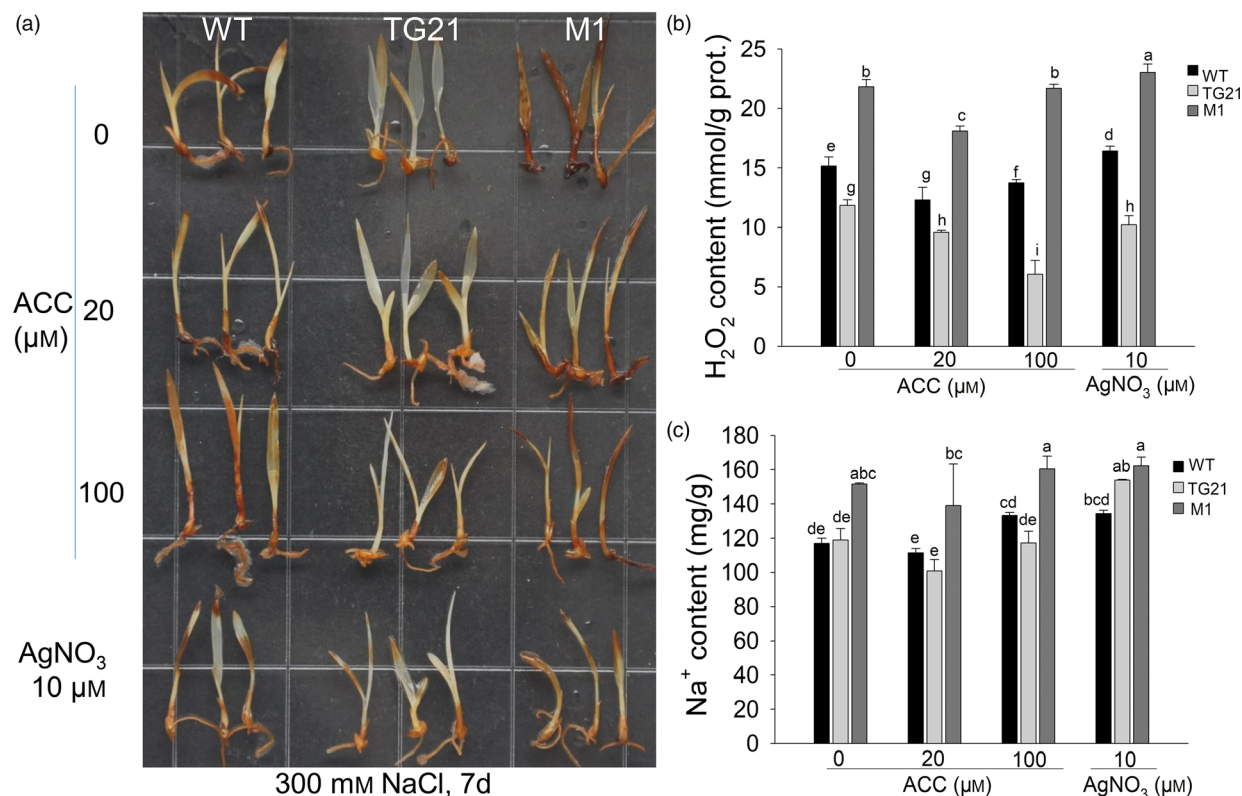 (a)
WT TG21 M1
0
ACC
(μM)
20
100
AgNO₃
10 μM
300 mM NaCl, 7d
(b)
H₂O₂ content (mmol/g prot.)
25
20
15
10
5
0
WT
TG21
M1
e g b
g h c
f i b
d h a
0 20 100 10
ACC (μM) AgNO₃ (μM)
(c)
Na⁺ content (mg/g)
180
160
140
120
100
80
60
40
20
0
WT
TG21
M1
de de abc
e e bc
cd de a
bcd ab a
0 20 100 10
ACC (μM) AgNO₃ (μM)